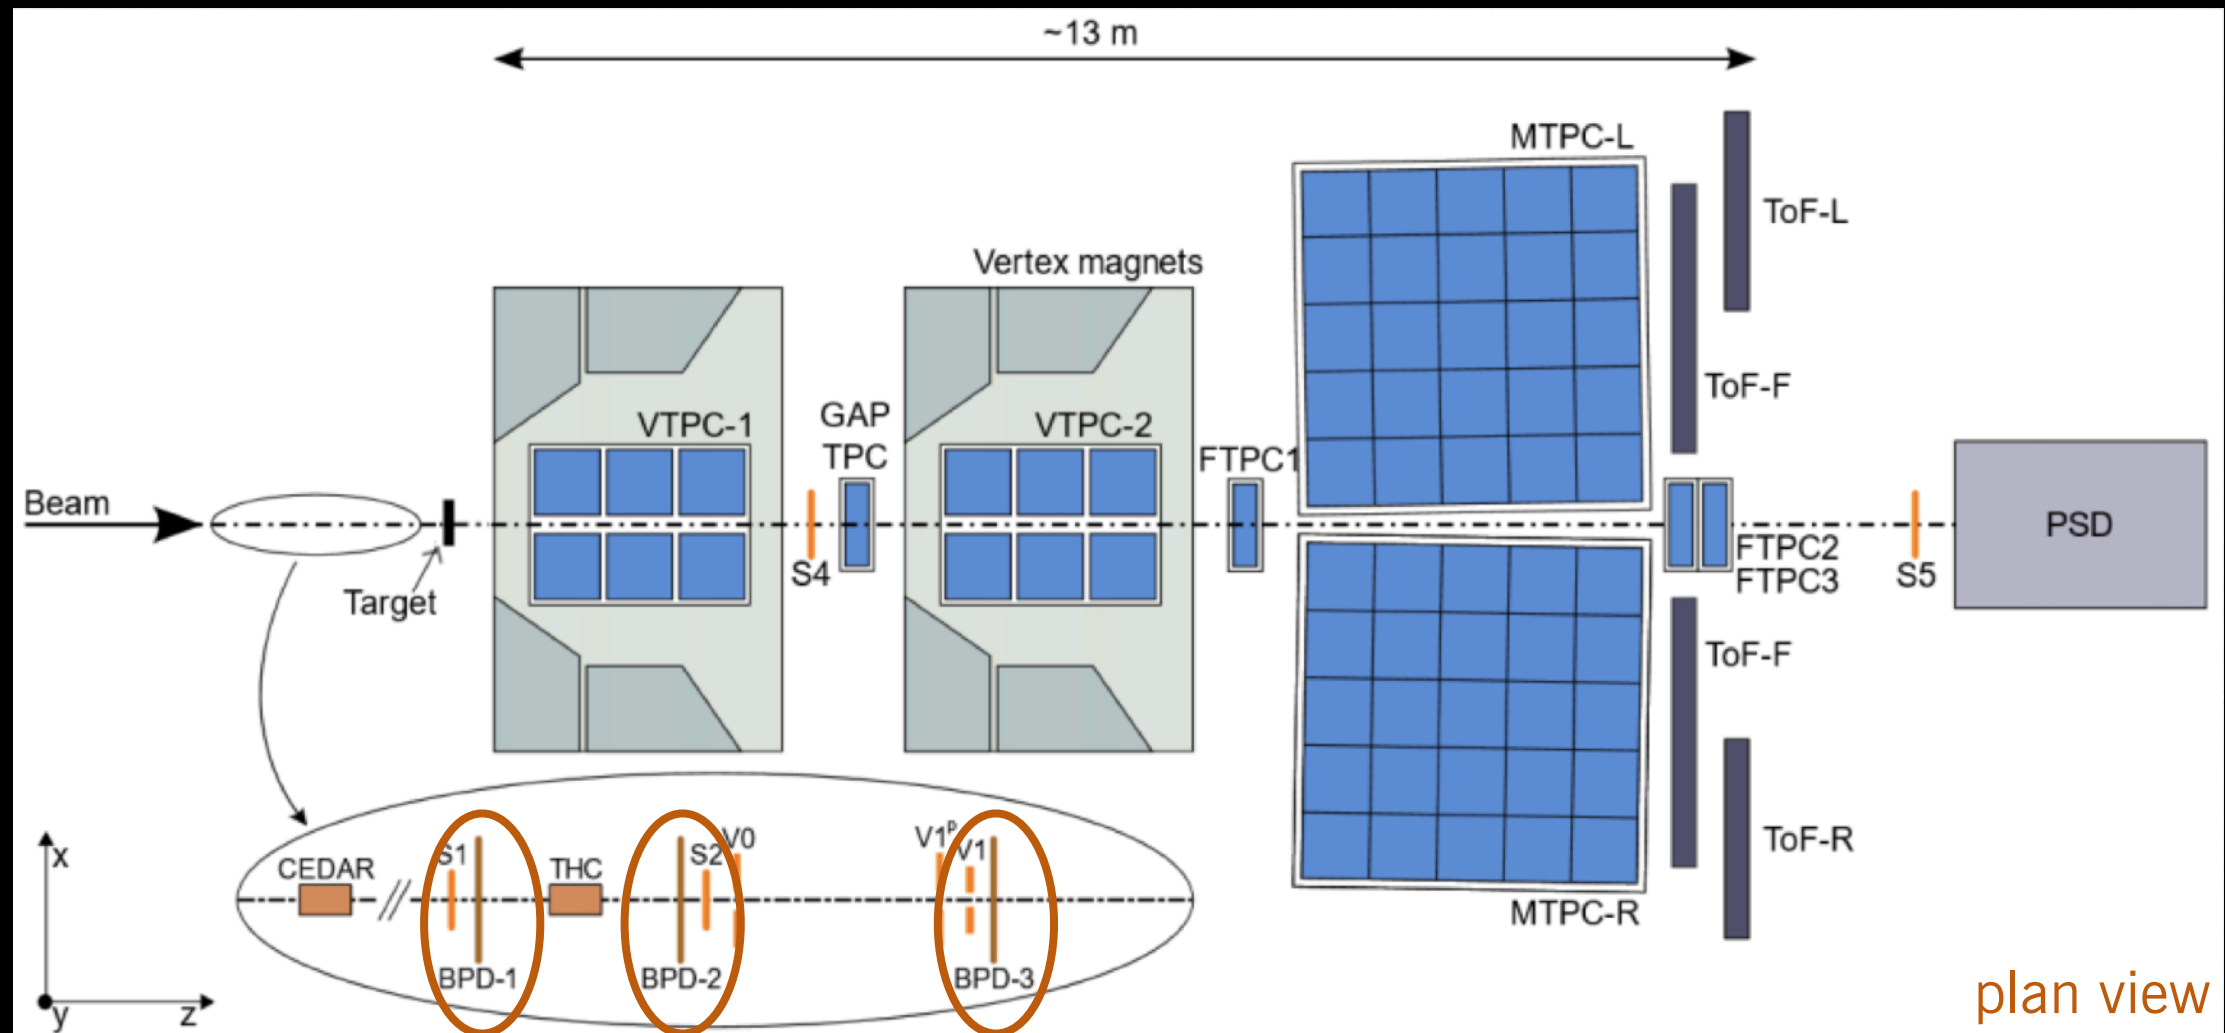 ~13 m
MTPC-L
ToF-L
Vertex magnets
ToF-F
GAP
TPC
VTPC-1
VTPC-2
FTPC1
Beam
PSD
Target
S4
FTPC2
FTPC3
S5
ToF-F
ToF-R
MTPC-R
CEDAR
S1
THC
S2
V0
V1ᵖ
V1
BPD-1
BPD-2
BPD-3
x
y
z
plan view